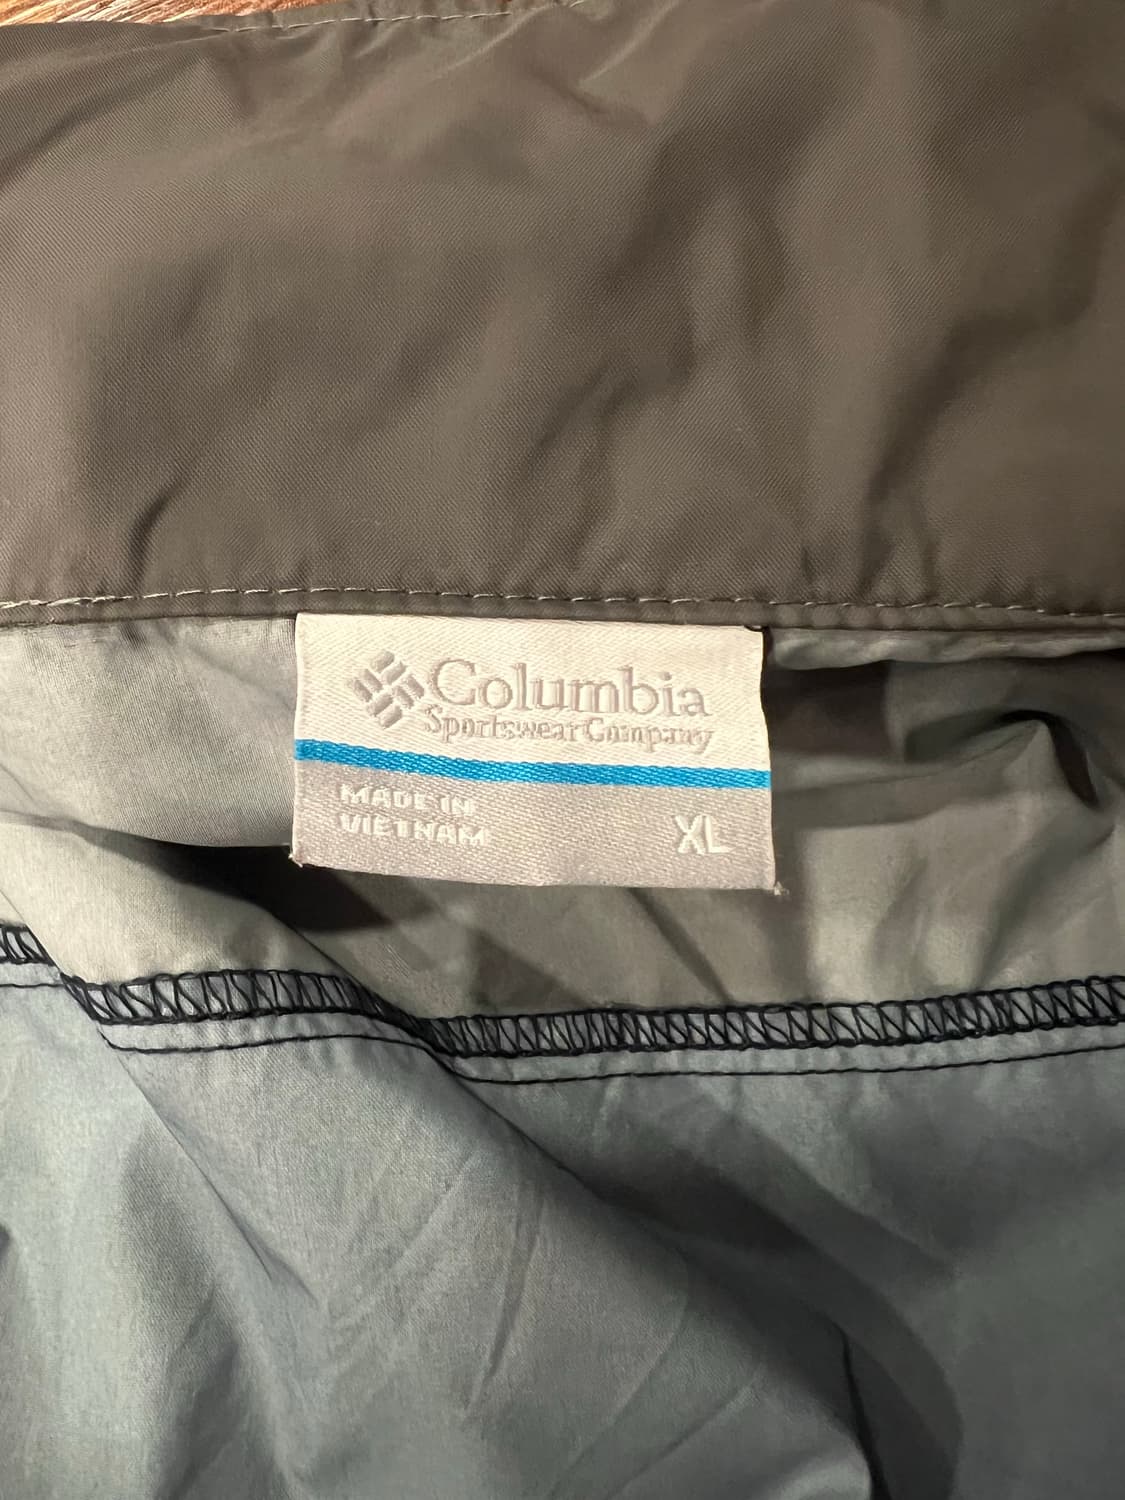 Columbia
Sportswear Company
MADE IN
VIETNAM
XL